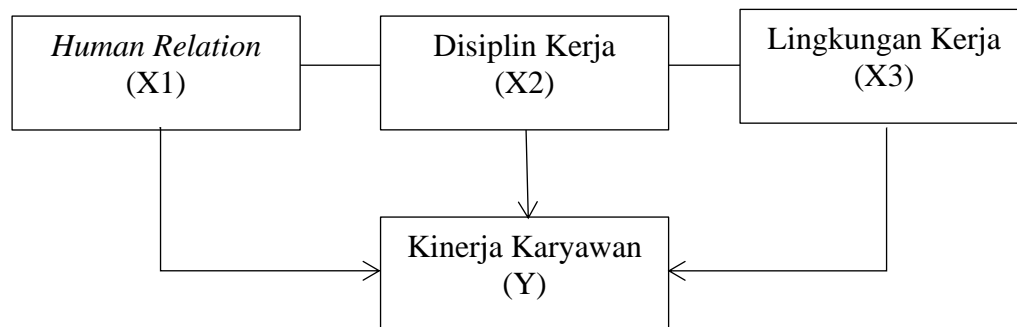 Human Relation
(X1)
Disiplin Kerja
(X2)
Lingkungan Kerja
(X3)
Kinerja Karyawan
(Y)